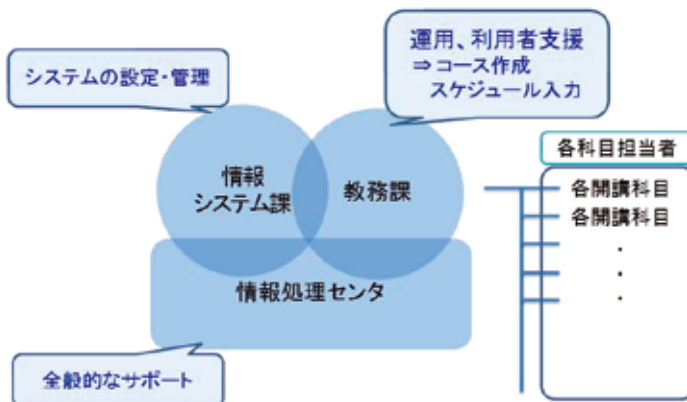 システムの設定・管理
運用、利用者支援
⇒コース作成
スケジュール入力
情報
システム課
教務課
情報処理センタ
全般的なサポート
各科目担当者
各開講科目
各開講科目
・
・
・